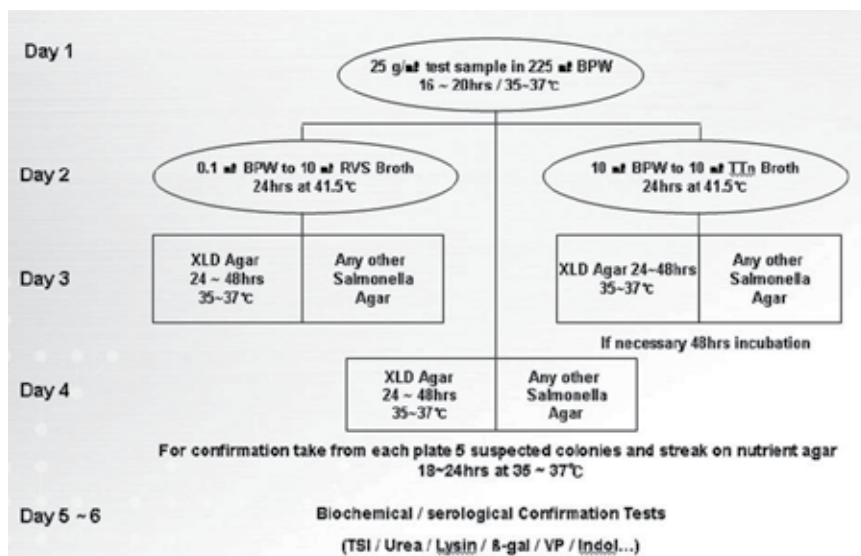 Day 1
25 g/㎖ test sample in 225 ㎖ BPW
16 ~ 20hrs / 35~37℃
Day 2
0.1 ㎖ BPW to 10 ㎖ RVS Broth
24hrs at 41.5℃
10 ㎖ BPW to 10 ㎖ TTn Broth
24hrs at 41.5℃
Day 3
XLD Agar
24 ~ 48hrs
35~37℃
Any other
Salmonella
Agar
XLD Agar 24~48hrs
35~37℃
Any other
Salmonella
Agar
If necessary 48hrs incubation
Day 4
XLD Agar
24 ~ 48hrs
35~37℃
Any other
Salmonella
Agar
For confirmation take from each plate 5 suspected colonies and streak on nutrient agar
18~24hrs at 35 ~ 37℃
Day 5 ~6
Biochemical / serological Confirmation Tests
(TSI / Urea / Lysin / ß-gal / VP / Indol...)